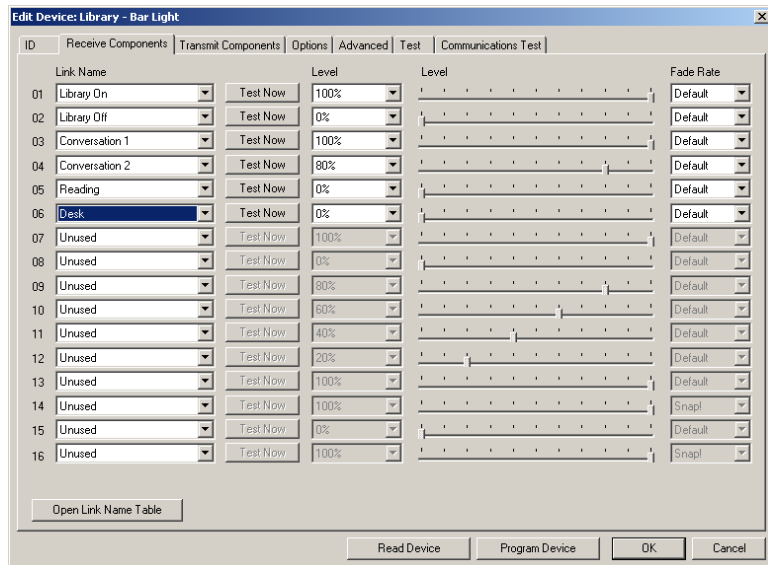 Edit Device: Library - Bar Light
ID Receive Components Transmit Components Options Advanced Test Communications Test
Link Name Level Level Fade Rate
01 Library On Test Now 100% Default
02 Library Off Test Now 0% Default
03 Conversation 1 Test Now 100% Default
04 Conversation 2 Test Now 80% Default
05 Reading Test Now 0% Default
06 Desk Test Now 0% Default
07 Unused Test Now 100% Default
08 Unused Test Now 0% Default
09 Unused Test Now 80% Default
10 Unused Test Now 60% Default
11 Unused Test Now 40% Default
12 Unused Test Now 20% Default
13 Unused Test Now 100% Default
14 Unused Test Now 100% Snap!
15 Unused Test Now 0% Default
16 Unused Test Now 100% Snap!
Open Link Name Table
Read Device Program Device OK Cancel